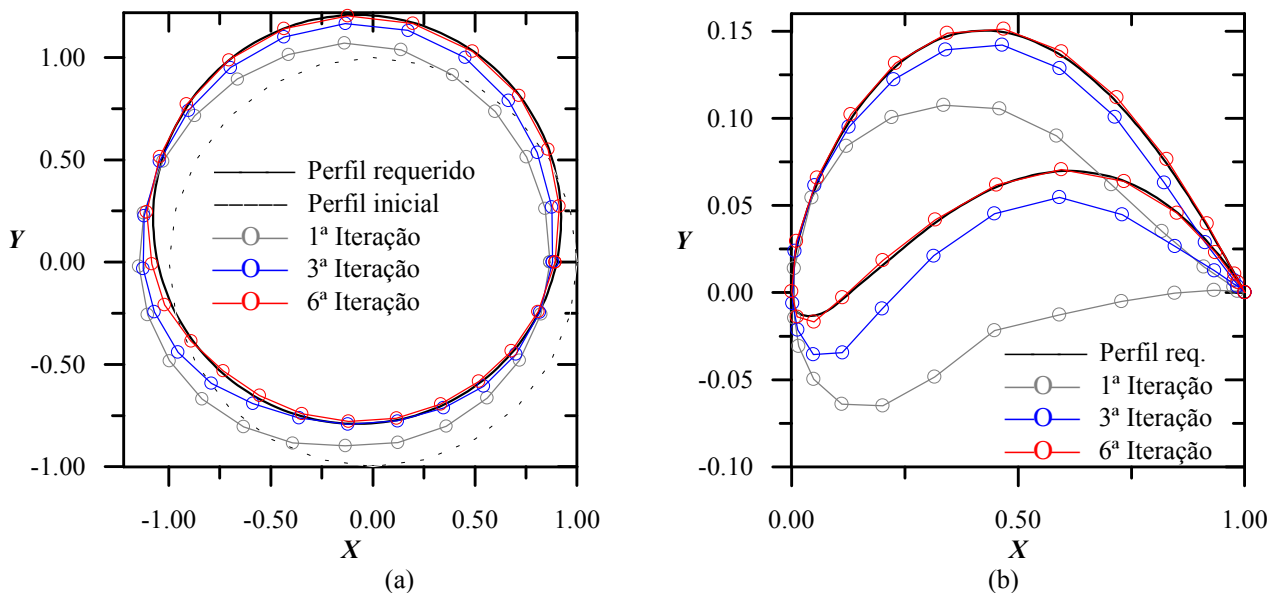 1.00
0.50
0.00
-0.50
-1.00
Y
-1.00
-0.50
0.00
0.50
1.00
X
Perfil requerido
Perfil inicial
1ª Iteração
3ª Iteração
6ª Iteração
(a)
0.15
0.10
0.05
0.00
-0.05
-0.10
Y
0.00
0.50
1.00
X
Perfil req.
1ª Iteração
3ª Iteração
6ª Iteração
(b)